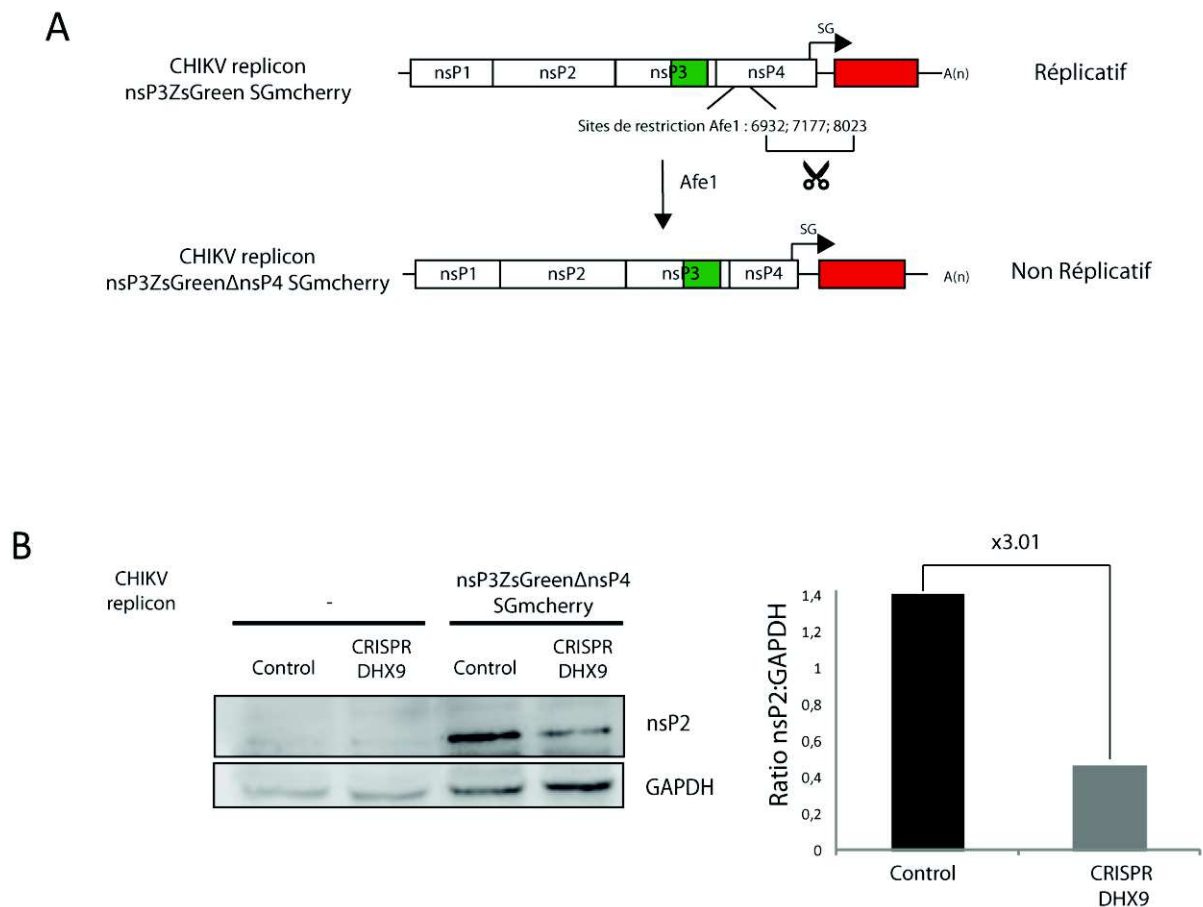 A
CHIKV replicon
nsP3ZsGreen SGmcherry
nsP1
nsP2
nsP3
nsP4
SG
A(n)
Réplicatif
Sites de restriction Afe1 : 6932; 7177; 8023
Afe1
CHIKV replicon
nsP3ZsGreenΔnsP4 SGmcherry
nsP1
nsP2
nsP3
nsP4
SG
A(n)
Non Réplicatif
B
CHIKV
replicon
-
nsP3ZsGreenΔnsP4
SGmcherry
Control
CRISPR
DHX9
Control
CRISPR
DHX9
nsP2
GAPDH
x3.01
Ratio nsP2:GAPDH
1,4
1,2
1
0,8
0,6
0,4
0,2
0
Control
CRISPR
DHX9